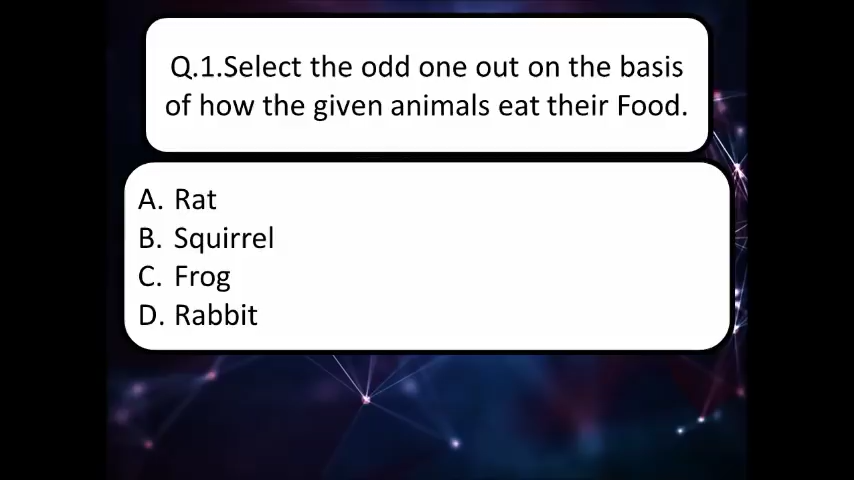 Q.1.Select the odd one out on the basis
of how the given animals eat their Food.
A. Rat
B. Squirrel
C. Frog
D. Rabbit